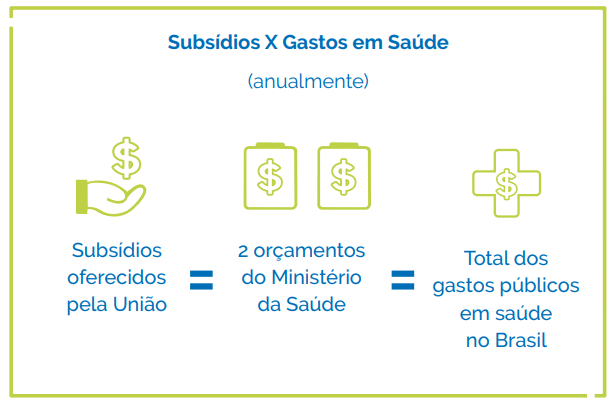 Subsídios X Gastos em Saúde
(anualmente)
$
$ $
$
Subsídios
oferecidos
pela União
=
2 orçamentos
do Ministério
da Saúde
=
Total dos
gastos públicos
em saúde
no Brasil